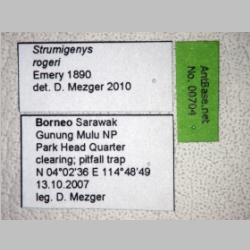 Strumigenys
rogeri
Emery 1890
det. D. Mezger 2010
AntBase.net
No. 00704
Borneo Sarawak
Gunung Mulu NP
Park Head Quarter
clearing; pitfall trap
N 04°02'36 E 114°48'49
13.10.2007
leg. D. Mezger